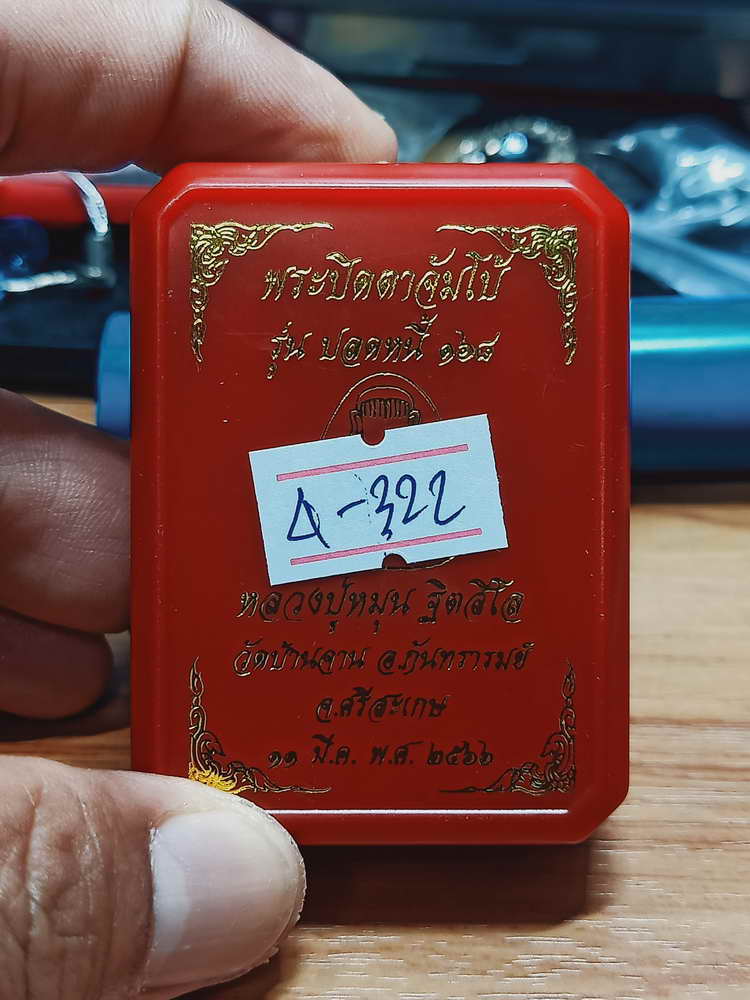 พระปิดตาจัมโบ้
รุ่น ปลดหนี้ ๑๖๘
-322
หลวงปู่หมุน ฐิตสีโล
วัดบ้านจาน อ.กันทรารมย์
จ.ศรีสะเกษ
๑๑ มี.ค. พ.ศ. ๒๕๖๖